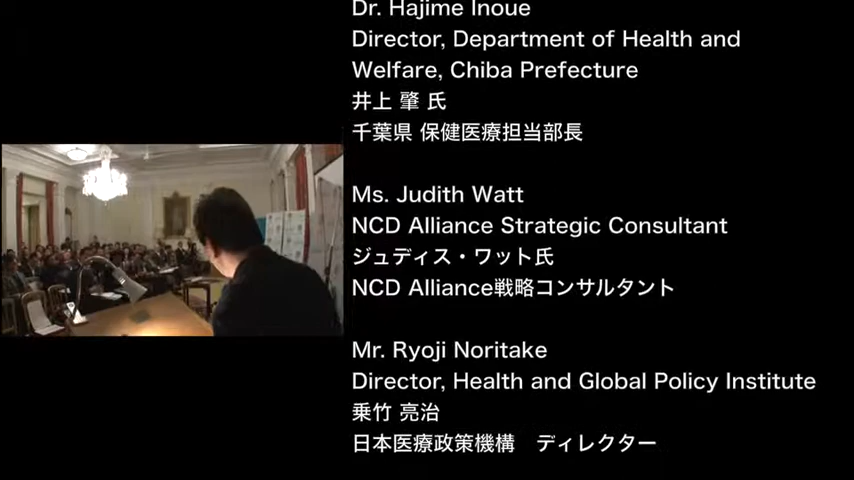 Dr. Hajime Inoue
Director, Department of Health and
Welfare, Chiba Prefecture
井上 肇 氏
千葉県 保健医療担当部長
Ms. Judith Watt
NCD Alliance Strategic Consultant
ジュディス・ワット氏
NCD Alliance戦略コンサルタント
Mr. Ryoji Noritake
Director, Health and Global Policy Institute
乗竹 亮治
日本医療政策機構　ディレクター